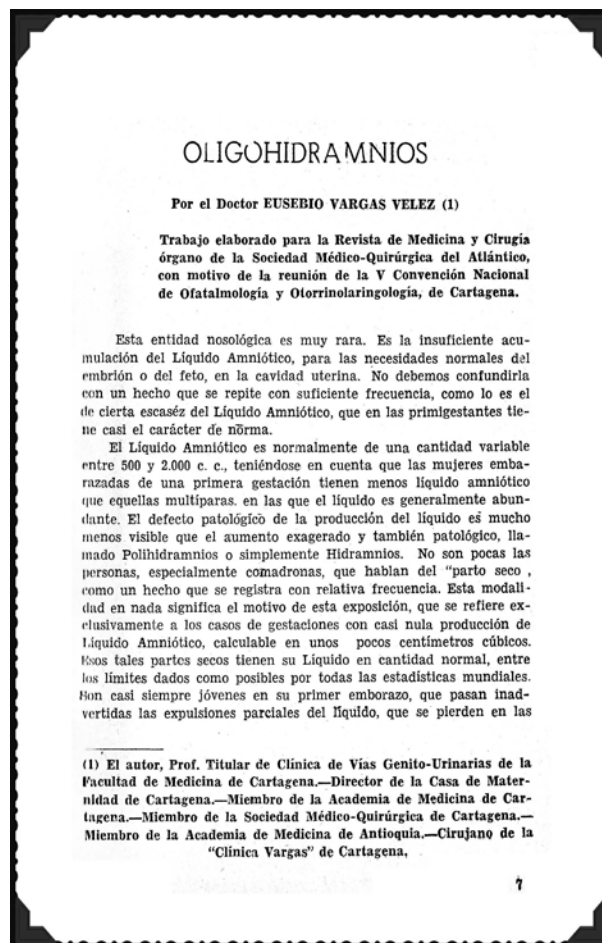 OLIGOHIDRAMNIOS
Por el Doctor EUSEBIO VARGAS VELEZ (1)
Trabajo elaborado para la Revista de Medicina y Cirugía
órgano de la Sociedad Médico-Quirúrgica del Atlántico,
con motivo de la reunión de la V Convención Nacional
de Ofatalmología y Otorrinolaringología, de Cartagena.
Esta entidad nosológica es muy rara. Es la insuficiente acu-
mulación del Líquido Amniótico, para las necesidades normales del
embrión o del feto, en la cavidad uterina. No debemos confundirla
con un hecho que se repite con suficiente frecuencia, como lo es el
de cierta escaséz del Líquido Amniótico, que en las primigestantes tie-
ne casi el carácter de norma.
El Líquido Amniótico es normalmente de una cantidad variable
entre 500 y 2.000 c. c., teniéndose en cuenta que las mujeres emba-
razadas de una primera gestación tienen menos líquido amniótico
que equellas multíparas. en las que el líquido es generalmente abun-
dante. El defecto patológico de la producción del líquido es mucho
menos visible que el aumento exagerado y también patológico, lla-
mado Polihidramnios o simplemente Hidramnios. No son pocas las
personas, especialmente comadronas, que hablan del "parto seco ,
como un hecho que se registra con relativa frecuencia. Esta modali-
dad en nada significa el motivo de esta exposición, que se refiere ex-
clusivamente a los casos de gestaciones con casi nula producción de
Líquido Amniótico, calculable en unos pocos centímetros cúbicos.
Esos tales partes secos tienen su Líquido en cantidad normal, entre
los límites dados como posibles por todas las estadísticas mundiales.
Son casi siempre jóvenes en su primer emborazo, que pasan inad-
vertidas las expulsiones parciales del líquido, que se pierden en las
(1) El autor, Prof. Titular de Clínica de Vías Genito-Urinarias de la
Facultad de Medicina de Cartagena.—Director de la Casa de Mater-
nidad de Cartagena.—Miembro de la Academia de Medicina de Car-
tagena.—Miembro de la Sociedad Médico-Quirúrgica de Cartagena.—
Miembro de la Academia de Medicina de Antioquia.—Cirujano de la
"Clínica Vargas" de Cartagena,
7